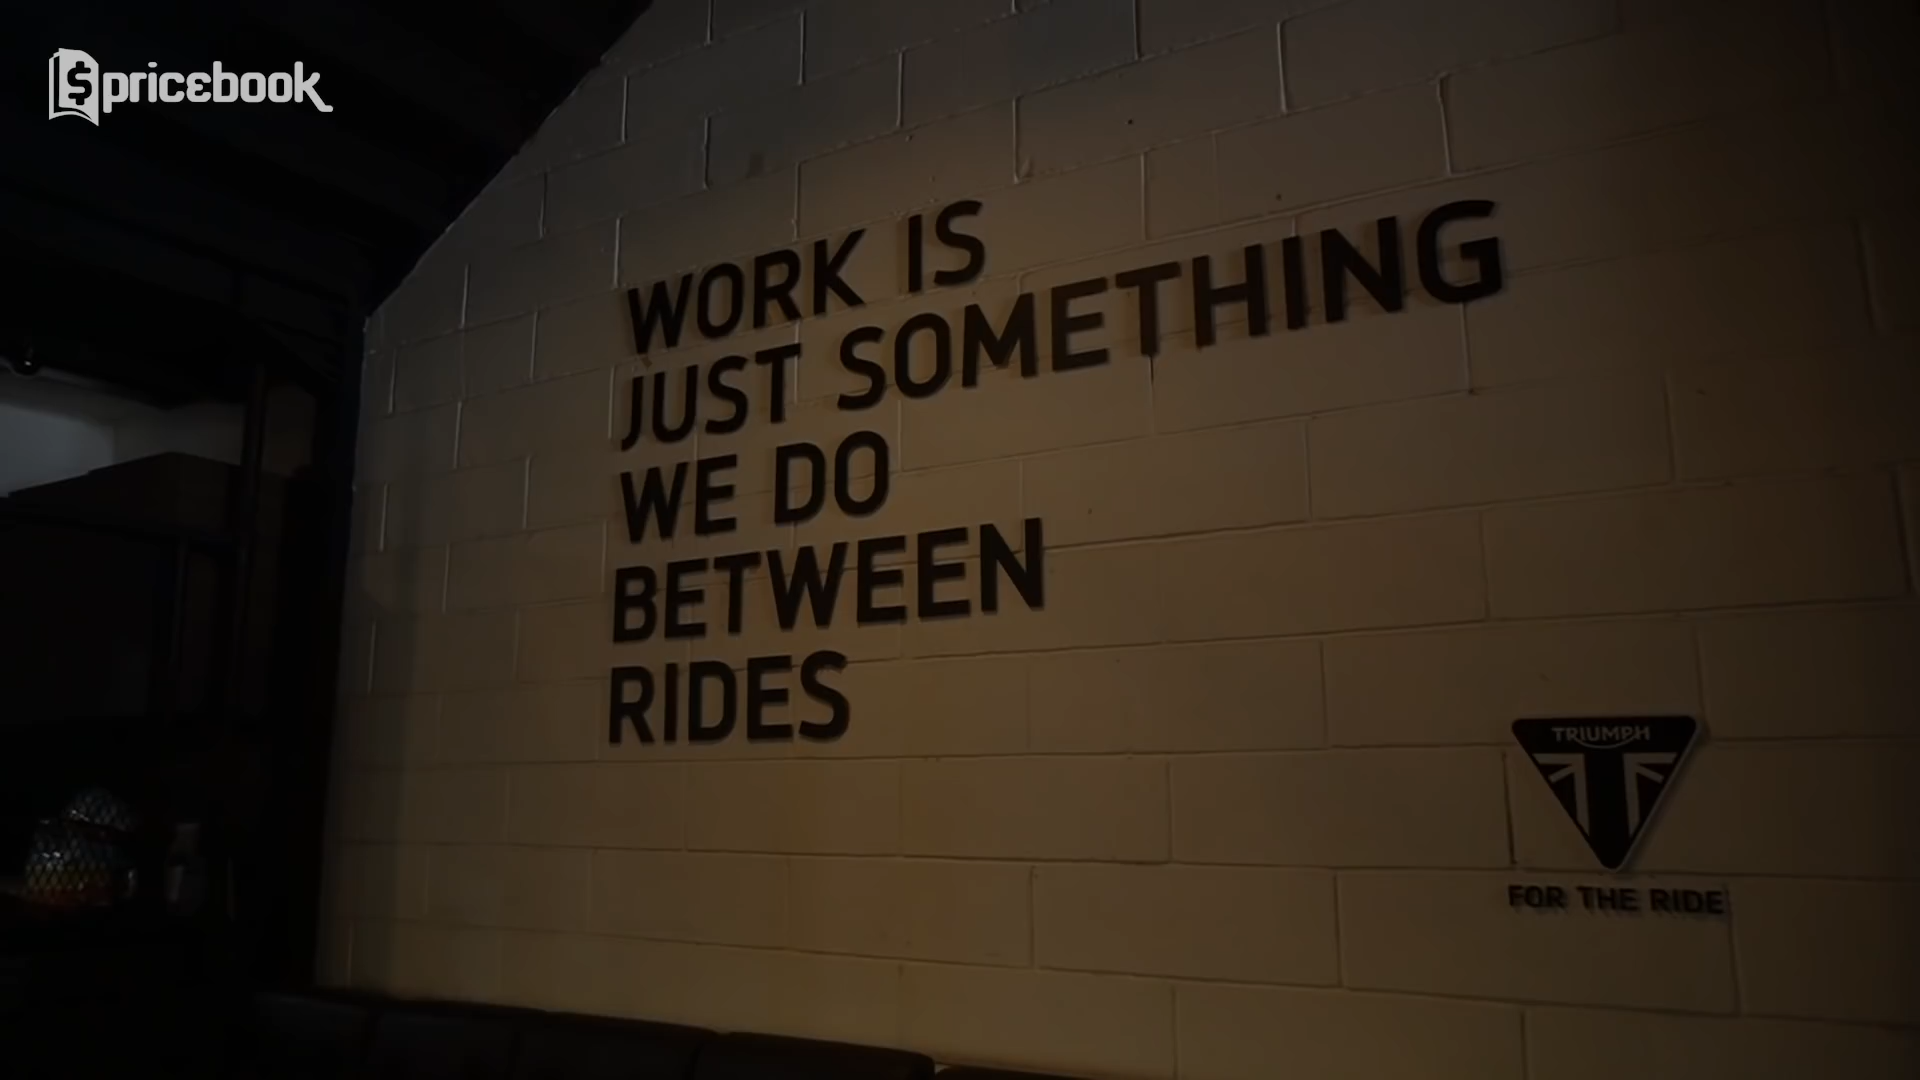 pricebook
WORK IS
JUST SOMETHING
WE DO
BETWEEN
RIDES
TRIUMPH
FOR THE RIDE